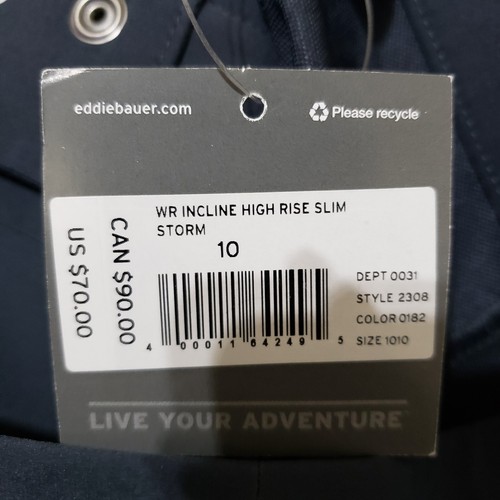 eddiebauer.com
Please recycle
WR INCLINE HIGH RISE SLIM
STORM
10
US $70.00
CAN $90.00
DEPT 0031
STYLE 2308
COLOR 0182
SIZE 1010
4 00011 64249 5
LIVE YOUR ADVENTURE